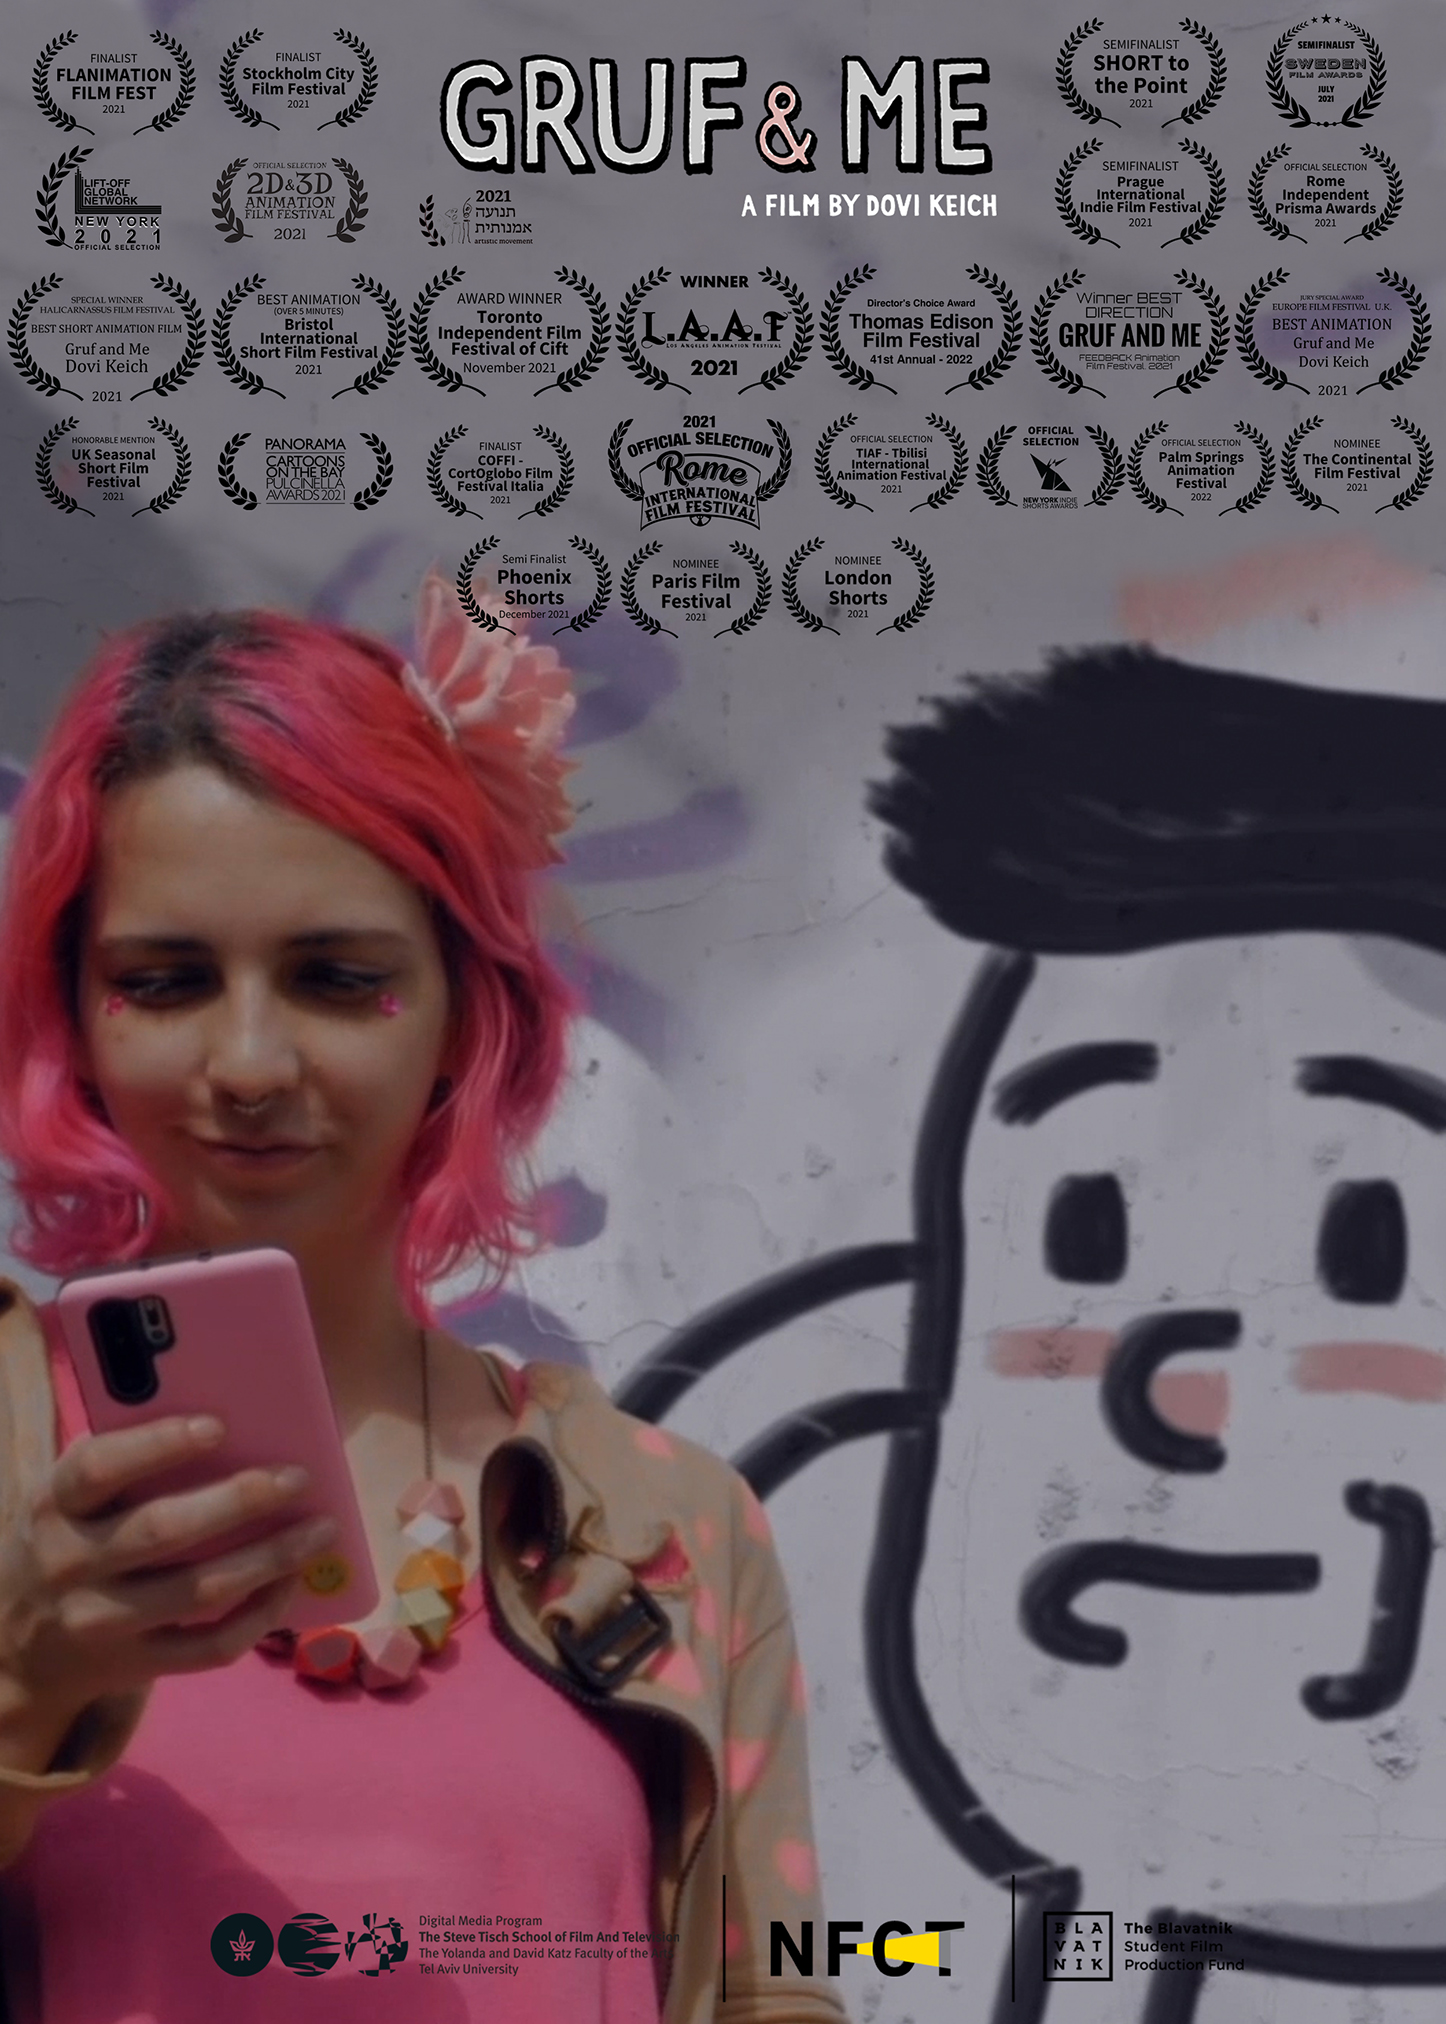 GRUF & ME
A FILM BY DOVI KEICH
FINALIST
FLANIMATION
FILM FEST
2021
FINALIST
Stockholm City
Film Festival
2021
SEMIFINALIST
SHORT to
the Point
2021
SEMIFINALIST
SWEDEN
FILM AWARDS
JULY
2021
LIFT-OFF
GLOBAL
NETWORK
NEW YORK
2021
OFFICIAL SELECTION
OFFICIAL SELECTION
2D&3D
ANIMATION
FILM FESTIVAL
2021
2021
תנועה
אמנותית
artistic movement
SEMIFINALIST
Prague
International
Indie Film Festival
2021
OFFICIAL SELECTION
Rome
Independent
Prisma Awards
2021
SPECIAL WINNER
HALICARNASSUS FILM FESTIVAL
BEST SHORT ANIMATION FILM
Gruf and Me
Dovi Keich
2021
BEST ANIMATION
(OVER 5 MINUTES)
Bristol
International
Short Film Festival
2021
AWARD WINNER
Toronto
Independent Film
Festival of Cift
November 2021
WINNER
L.A.A.F
LOS ANGELES ANIMATION FESTIVAL
2021
Director's Choice Award
Thomas Edison
Film Festival
41st Annual - 2022
Winner BEST
DIRECTION
GRUF AND ME
FEEDBACK Animation
Film Festival. 2021
JURY SPECIAL AWARD
EUROPE FILM FESTIVAL U.K.
BEST ANIMATION
Gruf and Me
Dovi Keich
2021
HONORABLE MENTION
UK Seasonal
Short Film
Festival
2021
PANORAMA
CARTOONS
ON THE BAY
PULCINELLA
AWARDS 2021
FINALIST
COFFI -
CortOglobo Film
Festival Italia
2021
2021
OFFICIAL SELECTION
Rome
INTERNATIONAL
FILM FESTIVAL
OFFICIAL SELECTION
TIAF - Tbilisi
International
Animation Festival
2021
OFFICIAL
SELECTION
NEW YORK INDIE
SHORTS AWARDS
OFFICIAL SELECTION
Palm Springs
Animation
Festival
2022
NOMINEE
The Continental
Film Festival
2021
Semi Finalist
Phoenix
Shorts
December 2021
NOMINEE
Paris Film
Festival
2021
NOMINEE
London
Shorts
2021
Digital Media Program
The Steve Tisch School of Film And Television
The Yolanda and David Katz Faculty of the Arts
Tel Aviv University
NFCT
BLA
VAT
NIK
The Blavatnik
Student Film
Production Fund